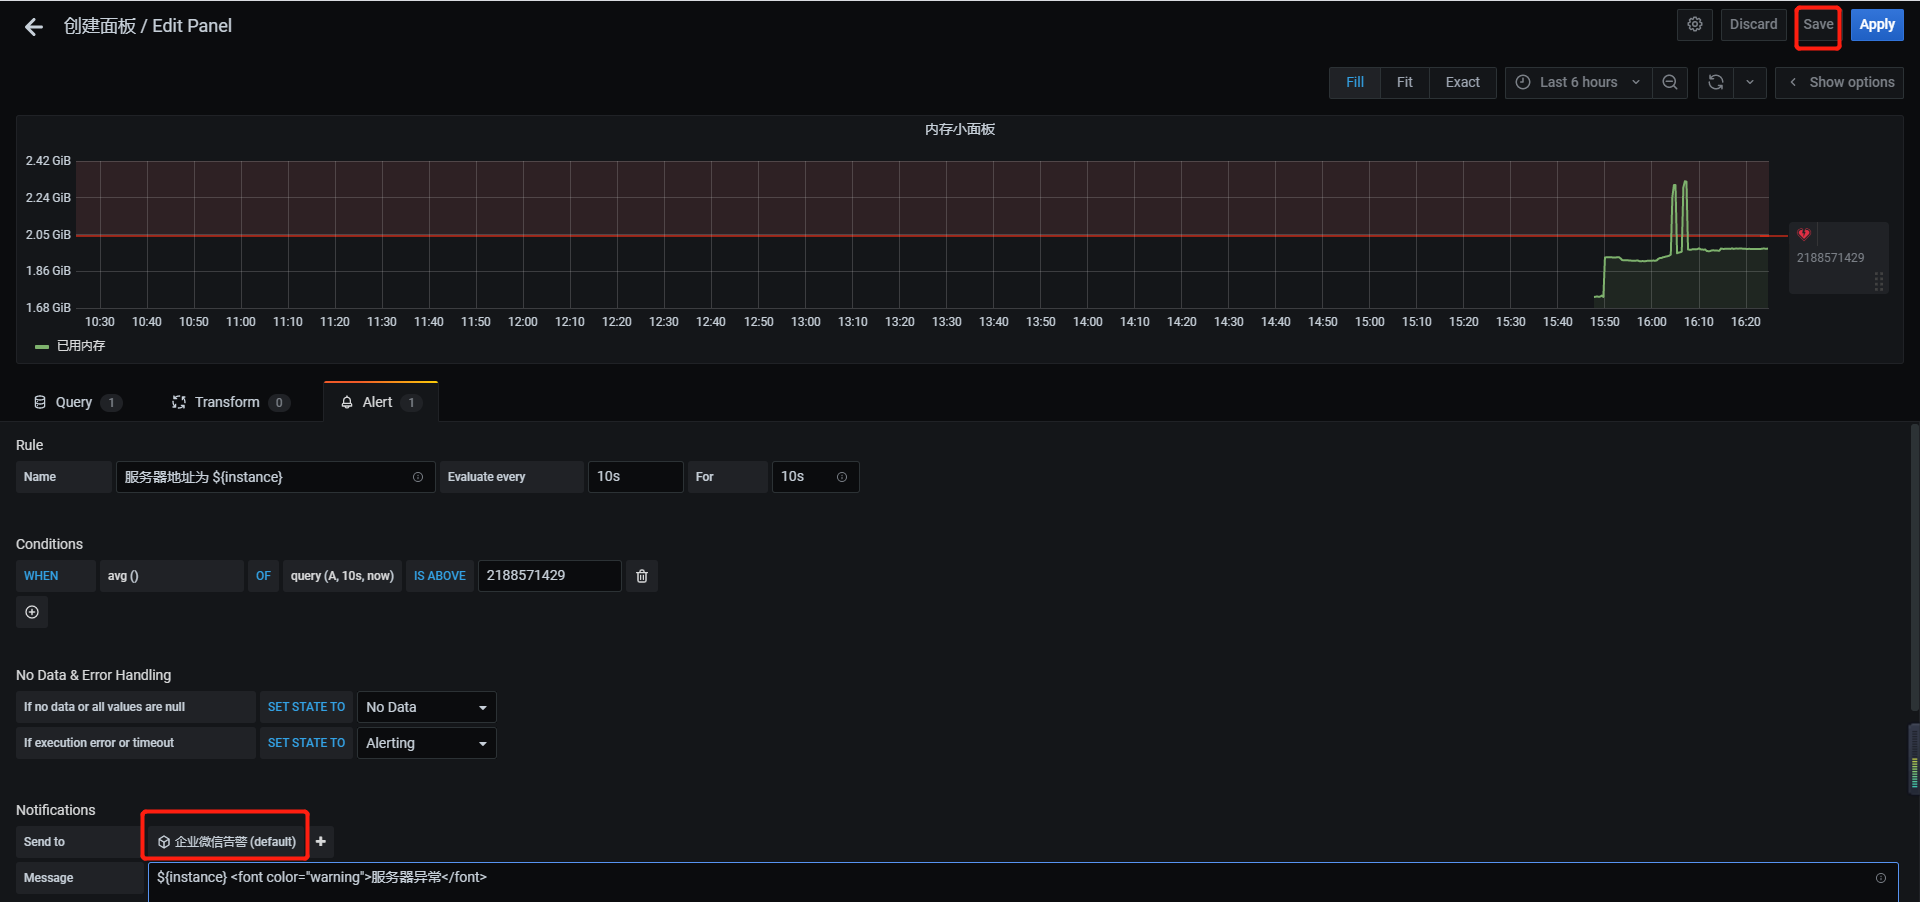 创建面板 / Edit Panel
Discard
Save
Apply
Fill
Fit
Exact
Last 6 hours
Show options
内存小面板
2.42 GiB
2.24 GiB
2.05 GiB
1.86 GiB
1.68 GiB
2188571429
10:30 10:40 10:50 11:00 11:10 11:20 11:30 11:40 11:50 12:00 12:10 12:20 12:30 12:40 12:50 13:00 13:10 13:20 13:30 13:40 13:50 14:00 14:10 14:20 14:30 14:40 14:50 15:00 15:10 15:20 15:30 15:40 15:50 16:00 16:10 16:20
已用内存
Query 1
Transform 0
Alert 1
Rule
Name 服务器地址为 ${instance} Evaluate every 10s For 10s
Conditions
WHEN avg () OF query (A, 10s, now) IS ABOVE 2188571429
No Data & Error Handling
If no data or all values are null SET STATE TO No Data
If execution error or timeout SET STATE TO Alerting
Notifications
Send to 企业微信告警 (default)
Message ${instance} <font color="warning">服务器异常</font>